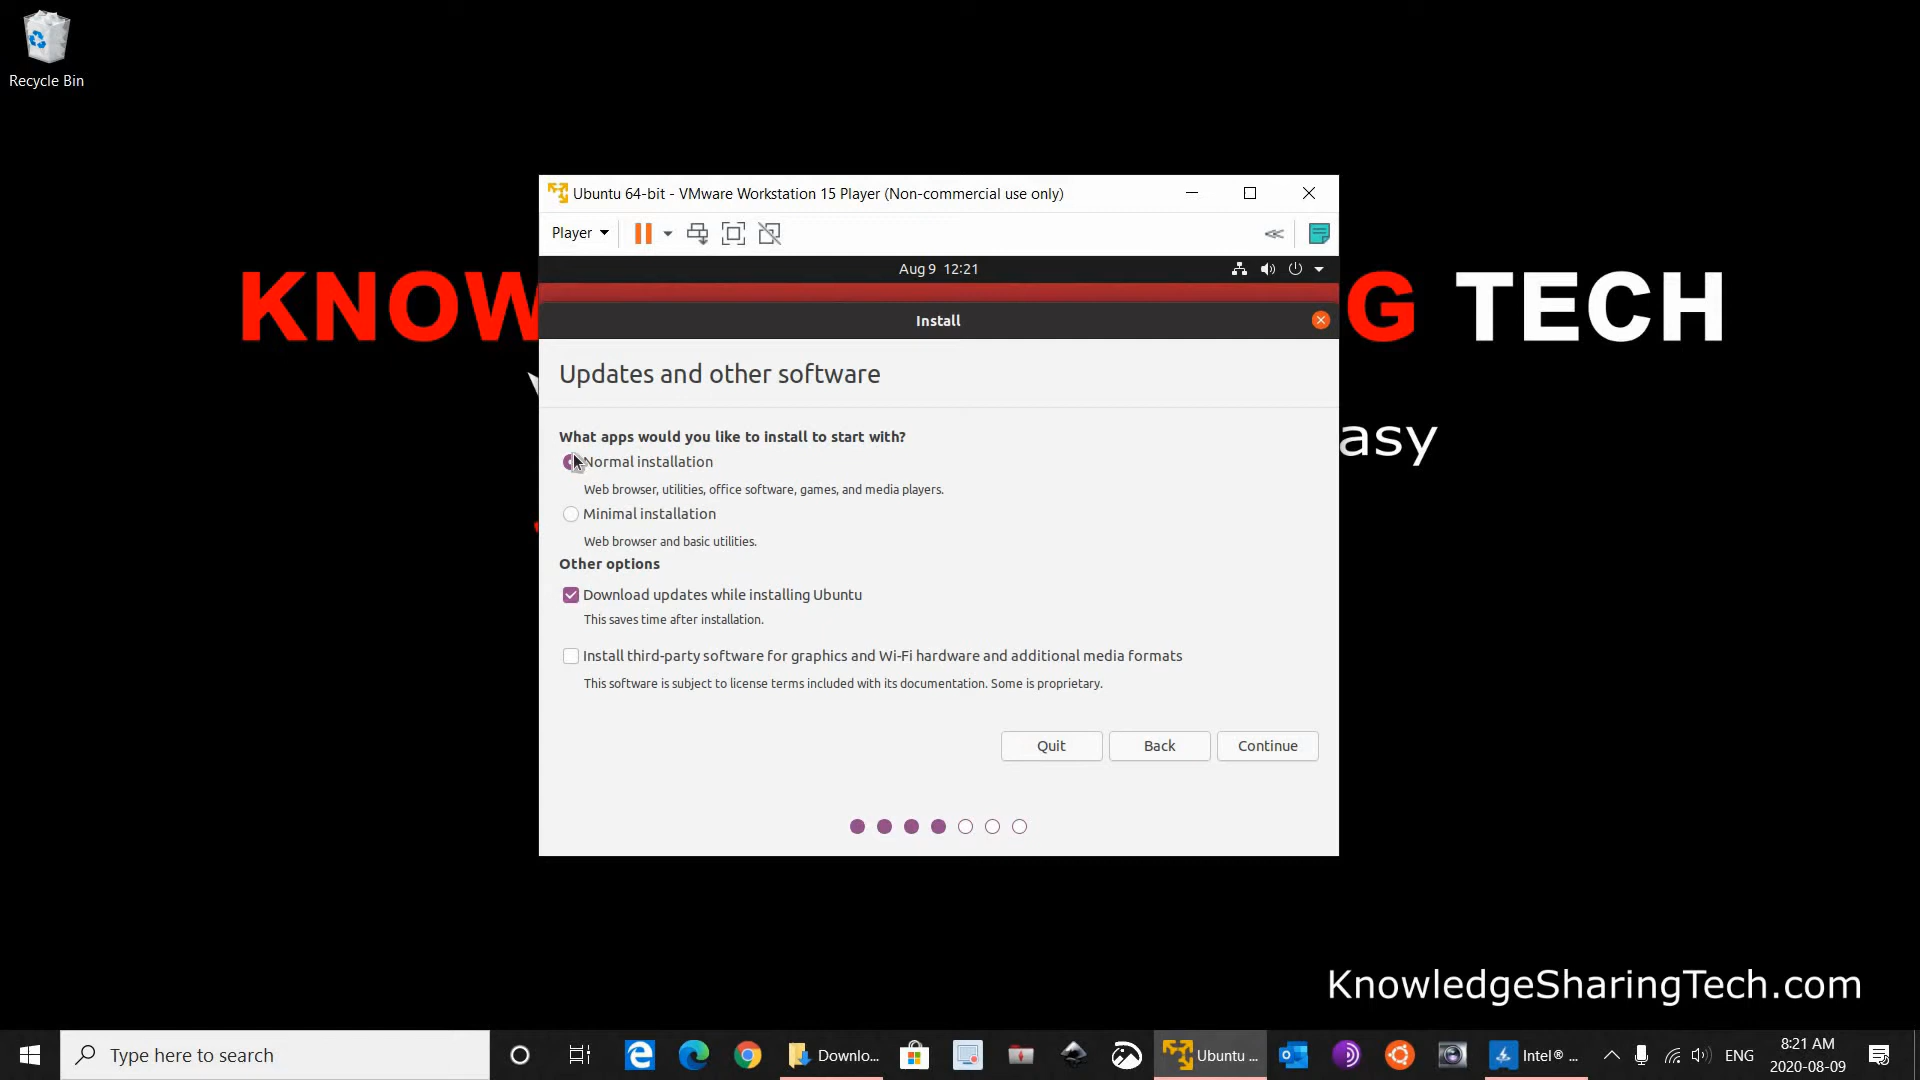 Recycle Bin
Ubuntu 64-bit - VMware Workstation 15 Player (Non-commercial use only)
Player
Aug 9 12:21
KNOW
G TECH
Install
Updates and other software
asy
What apps would you like to install to start with?
Normal installation
Web browser, utilities, office software, games, and media players.
Minimal installation
Web browser and basic utilities.
Other options
Download updates while installing Ubuntu
This saves time after installation.
Install third-party software for graphics and Wi-Fi hardware and additional media formats
This software is subject to license terms included with its documentation. Some is proprietary.
Quit
Back
Continue
KnowledgeSharingTech.com
Type here to search
Downlo...
Ubuntu ...
Intel® ...
ENG
8:21 AM
2020-08-09